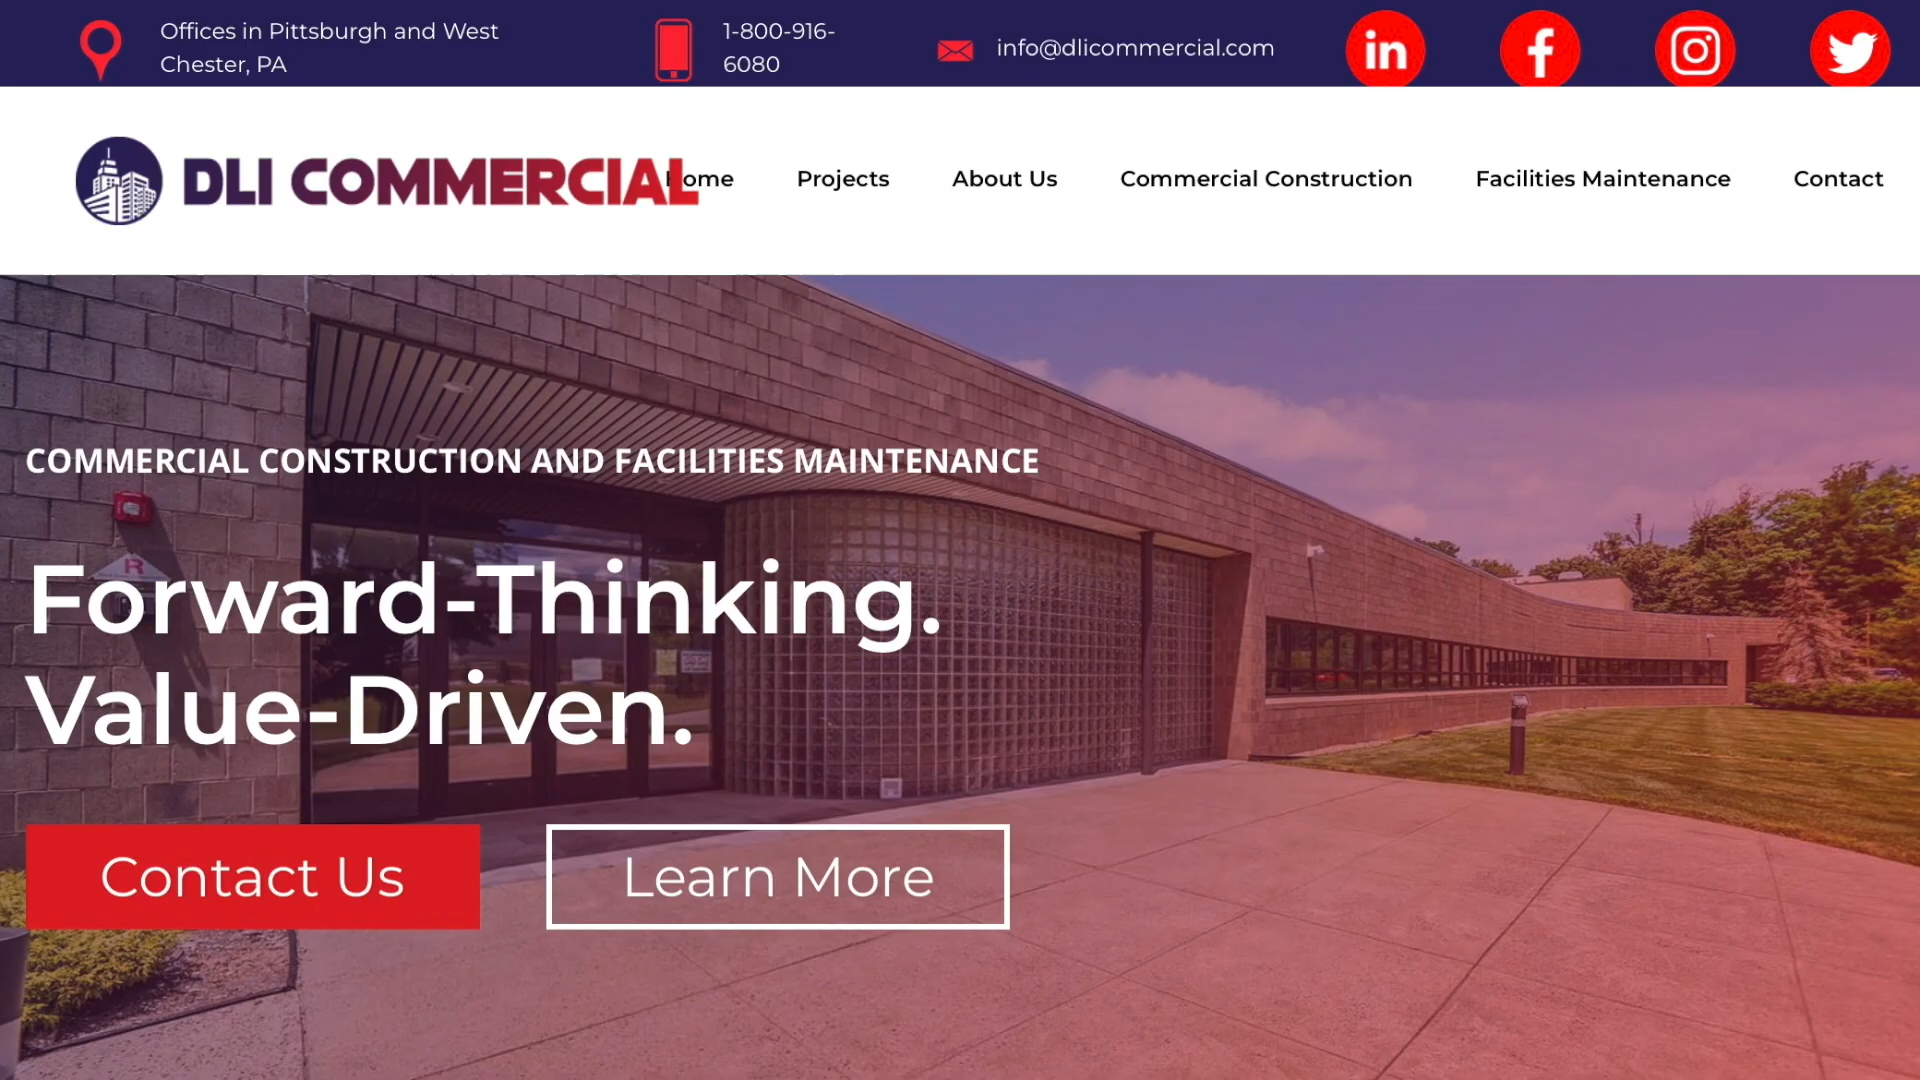 Offices in Pittsburgh and West
Chester, PA
1-800-916-
6080
info@dlicommercial.com
in
f
DLI COMMERCIAL
Home
Projects
About Us
Commercial Construction
Facilities Maintenance
Contact
COMMERCIAL CONSTRUCTION AND FACILITIES MAINTENANCE
R
Forward-Thinking.
Value-Driven.
Contact Us
Learn More